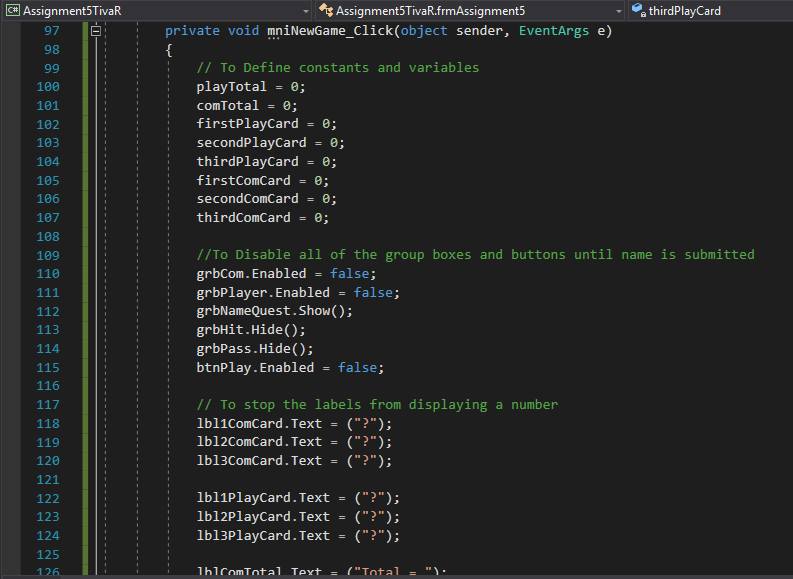 C# Assignment5TivaR Assignment5TivaR.frmAssignment5 thirdPlayCard
97 private void mniNewGame_Click(object sender, EventArgs e)
98 {
99 // To Define constants and variables
100 playTotal = 0;
101 comTotal = 0;
102 firstPlayCard = 0;
103 secondPlayCard = 0;
104 thirdPlayCard = 0;
105 firstComCard = 0;
106 secondComCard = 0;
107 thirdComCard = 0;
108
109 //To Disable all of the group boxes and buttons until name is submitted
110 grbCom.Enabled = false;
111 grbPlayer.Enabled = false;
112 grbNameQuest.Show();
113 grbHit.Hide();
114 grbPass.Hide();
115 btnPlay.Enabled = false;
116
117 // To stop the labels from displaying a number
118 lbl1ComCard.Text = ("?");
119 lbl2ComCard.Text = ("?");
120 lbl3ComCard.Text = ("?");
121
122 lbl1PlayCard.Text = ("?");
123 lbl2PlayCard.Text = ("?");
124 lbl3PlayCard.Text = ("?");
125
126 lblComTotal.Text = ("Total = ");